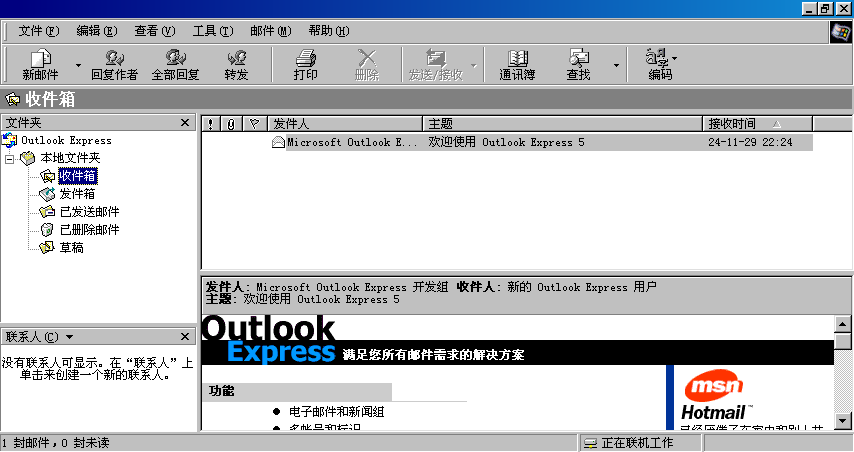 文件(F) 编辑(E) 查看(V) 工具(T) 邮件(M) 帮助(H)
新邮件 回复作者 全部回复 转发 打印 删除 发送/接收 通讯簿 查找 编码
收件箱
文件夹
Outlook Express
本地文件夹
收件箱
发件箱
已发送邮件
已删除邮件
草稿
联系人(C)
没有联系人可显示。在“联系人”上
单击来创建一个新的联系人。
! 发件人 主题 接收时间
Microsoft Outlook E... 欢迎使用 Outlook Express 5 24-11-29 22:24
发件人: Microsoft Outlook Express 开发组 收件人: 新的 Outlook Express 用户
主题: 欢迎使用 Outlook Express 5
Outlook
Express 满足您所有邮件需求的解决方案
功能
电子邮件和新闻组
多帐号和标识
msn
Hotmail™
1 封邮件，0 封未读 正在联机工作